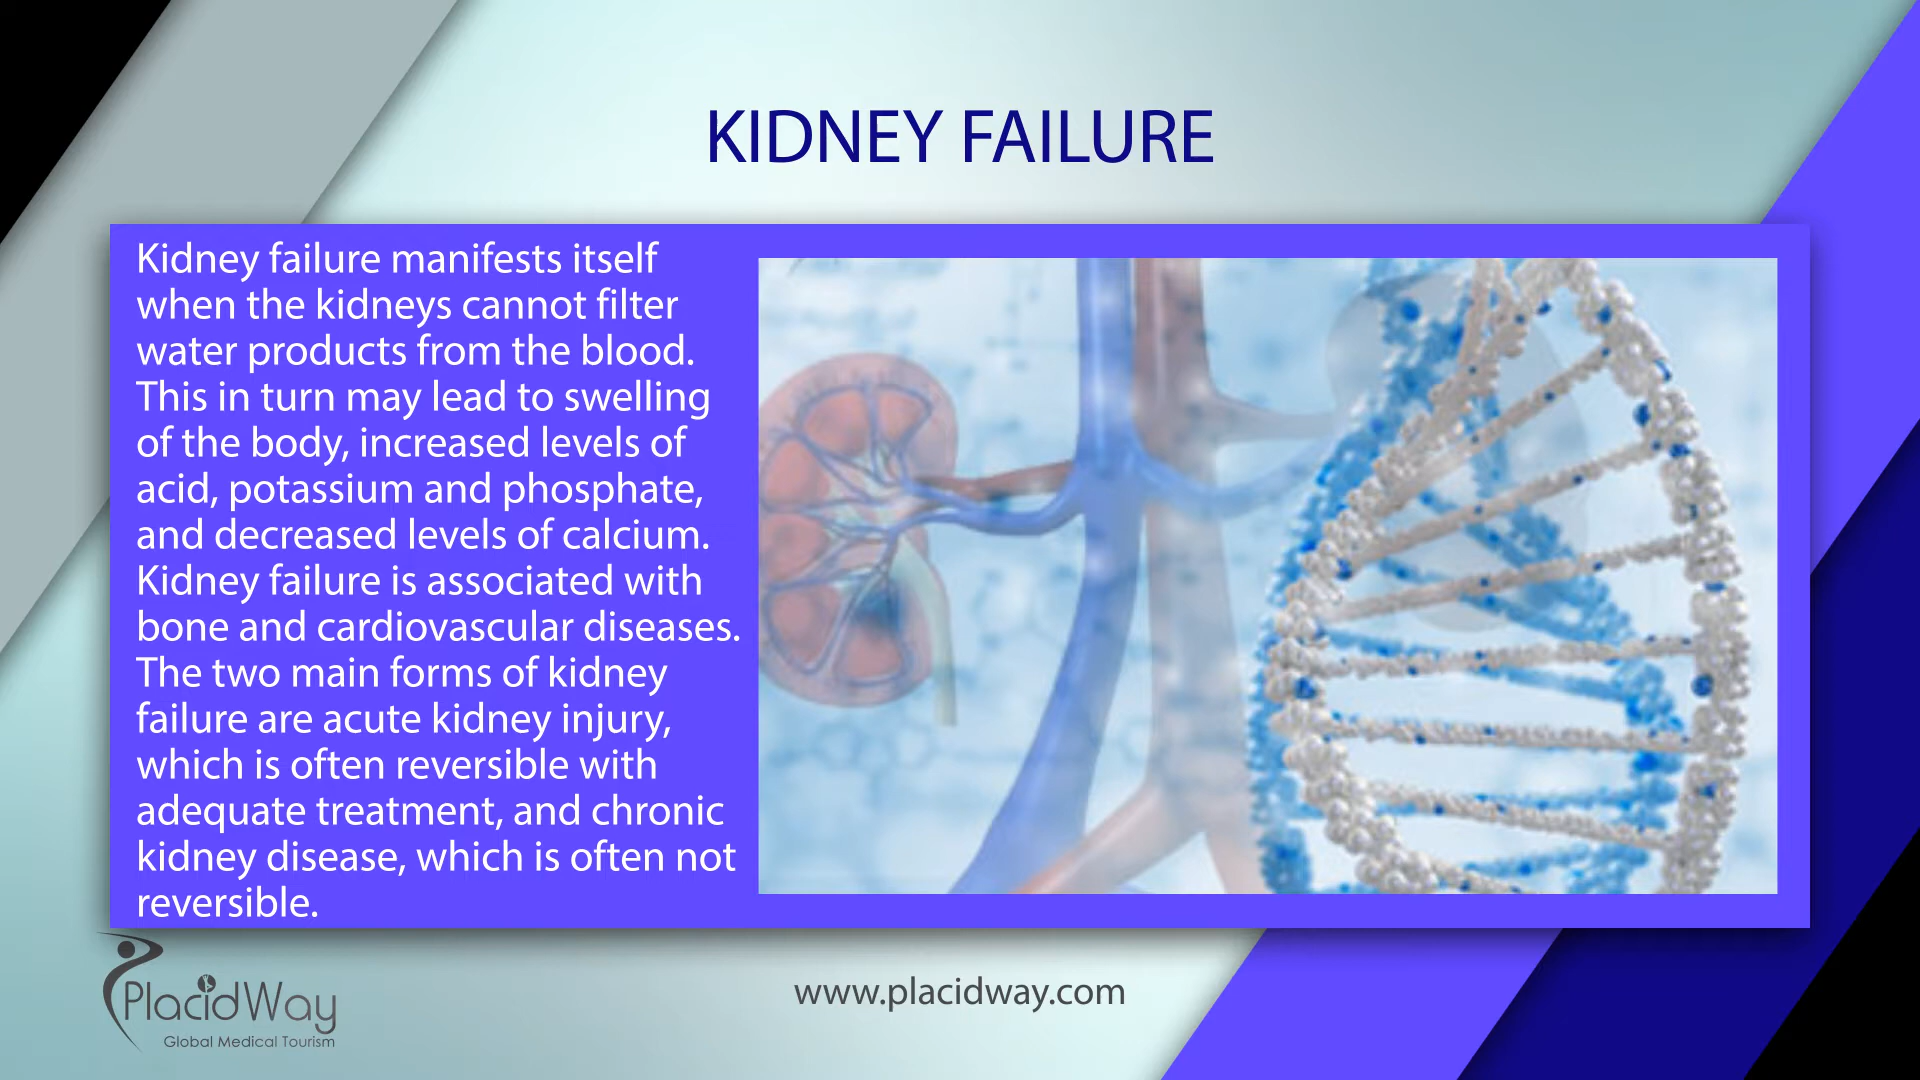 KIDNEY FAILURE
Kidney failure manifests itself
when the kidneys cannot filter
water products from the blood.
This in turn may lead to swelling
of the body, increased levels of
acid, potassium and phosphate,
and decreased levels of calcium.
Kidney failure is associated with
bone and cardiovascular diseases.
The two main forms of kidney
failure are acute kidney injury,
which is often reversible with
adequate treatment, and chronic
kidney disease, which is often not
reversible.
PlacidWay
Global Medical Tourism
www.placidway.com